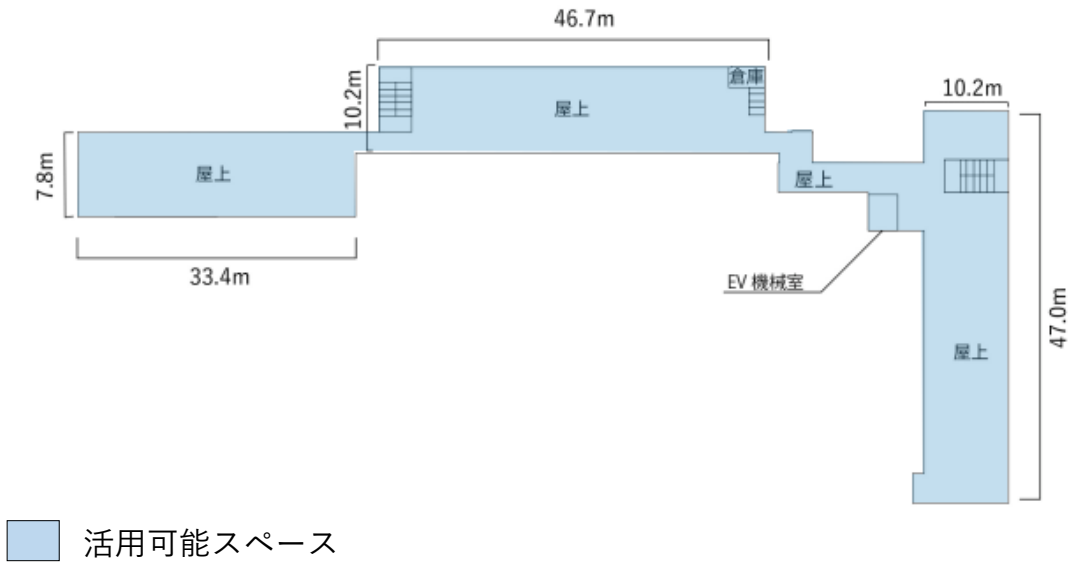 46.7m
倉庫
10.2m
10.2m
屋上
7.8m
屋上
屋上
33.4m
EV 機械室
47.0m
屋上
活用可能スペース